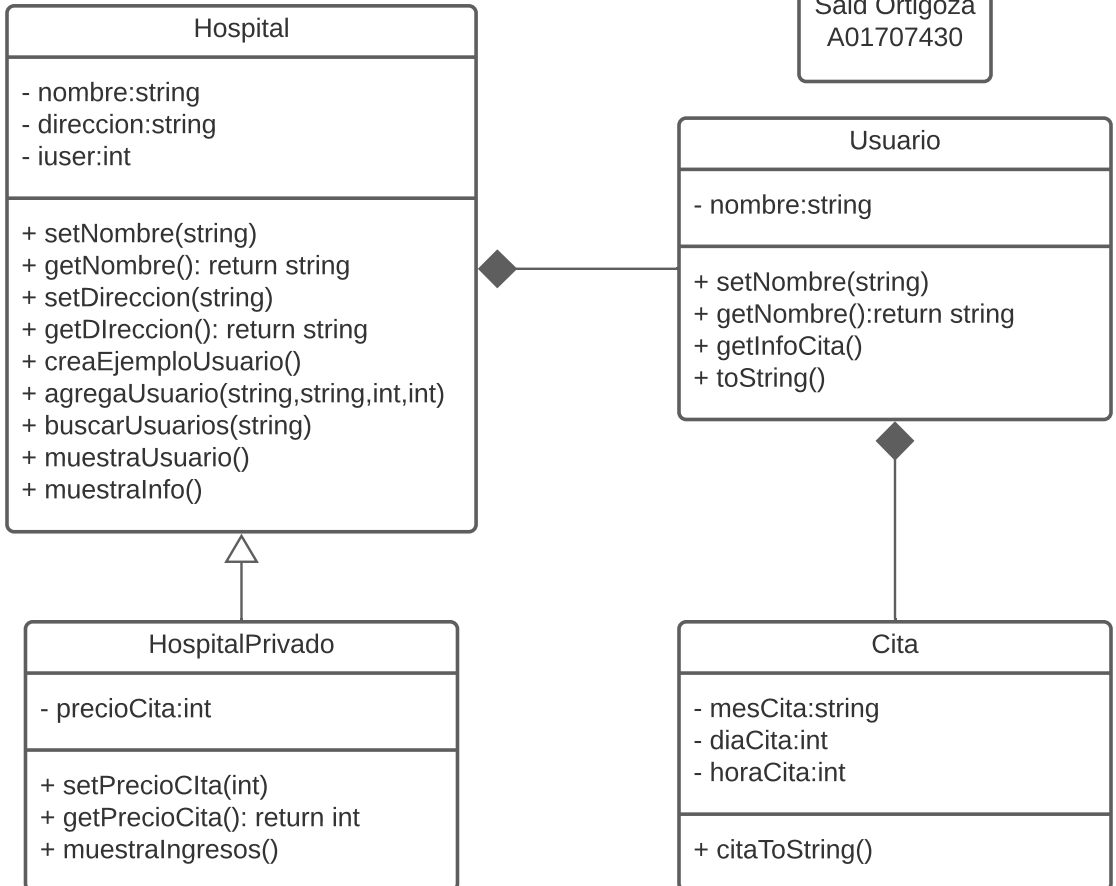 Hospital
- nombre:string
- direccion:string
- iuser:int
+ setNombre(string)
+ getNombre(): return string
+ setDireccion(string)
+ getDIreccion(): return string
+ creaEjemploUsuario()
+ agregaUsuario(string,string,int,int)
+ buscarUsuarios(string)
+ muestraUsuario()
+ muestraInfo()
Said Ortigoza
A01707430
Usuario
- nombre:string
+ setNombre(string)
+ getNombre():return string
+ getInfoCita()
+ toString()
HospitalPrivado
- precioCita:int
+ setPrecioCIta(int)
+ getPrecioCita(): return int
+ muestraIngresos()
Cita
- mesCita:string
- diaCita:int
- horaCita:int
+ citaToString()